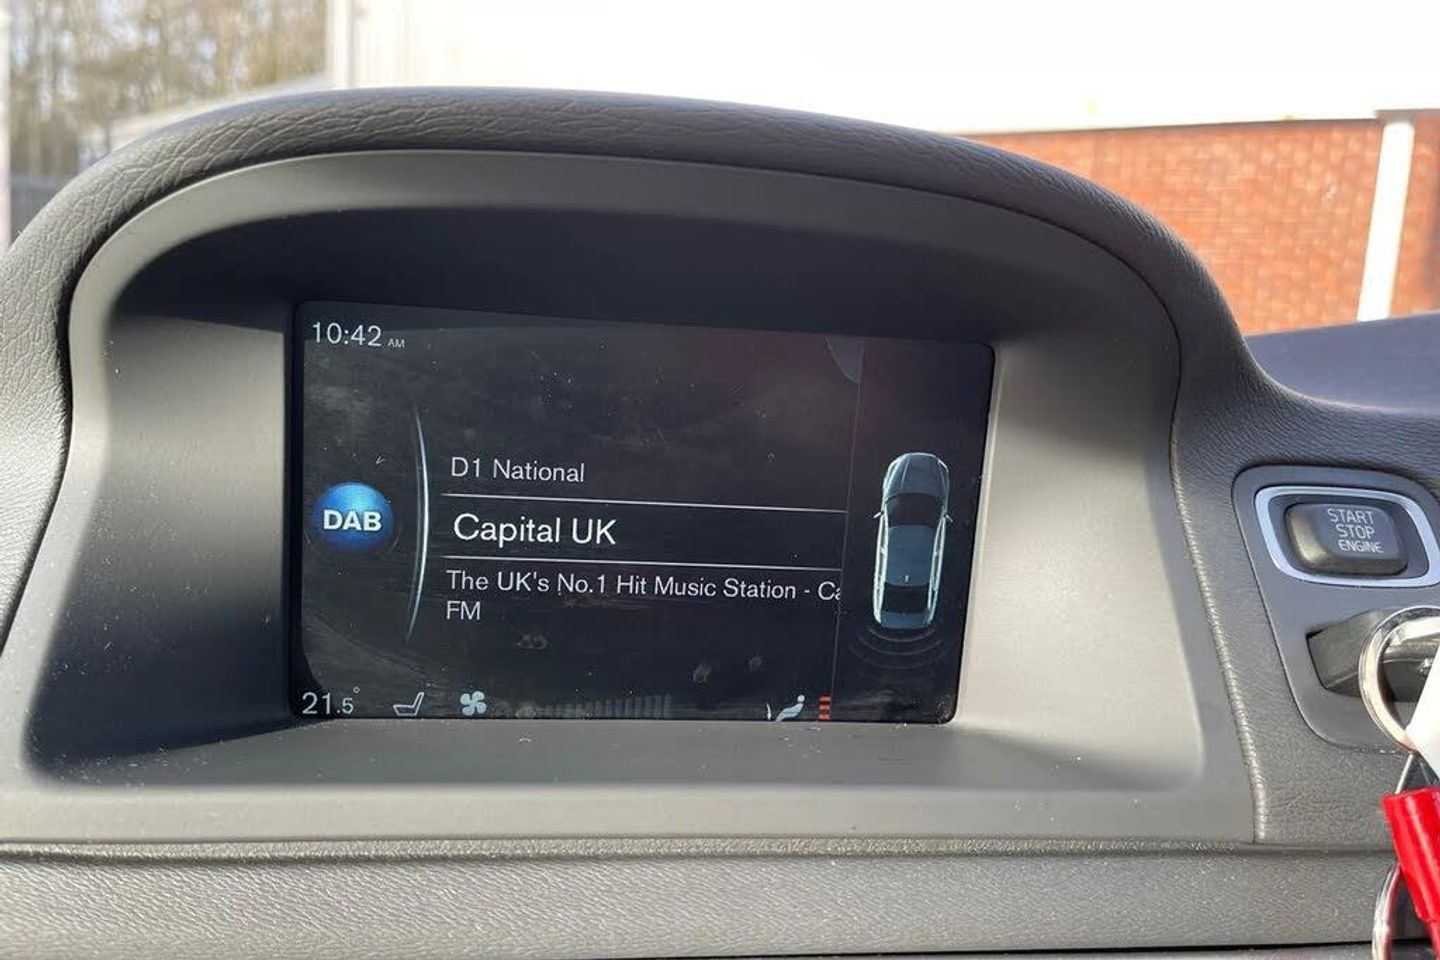 10:42 AM
DAB
D1 National
Capital UK
The UK's No.1 Hit Music Station - Ca
FM
21.5°
START
STOP
ENGINE